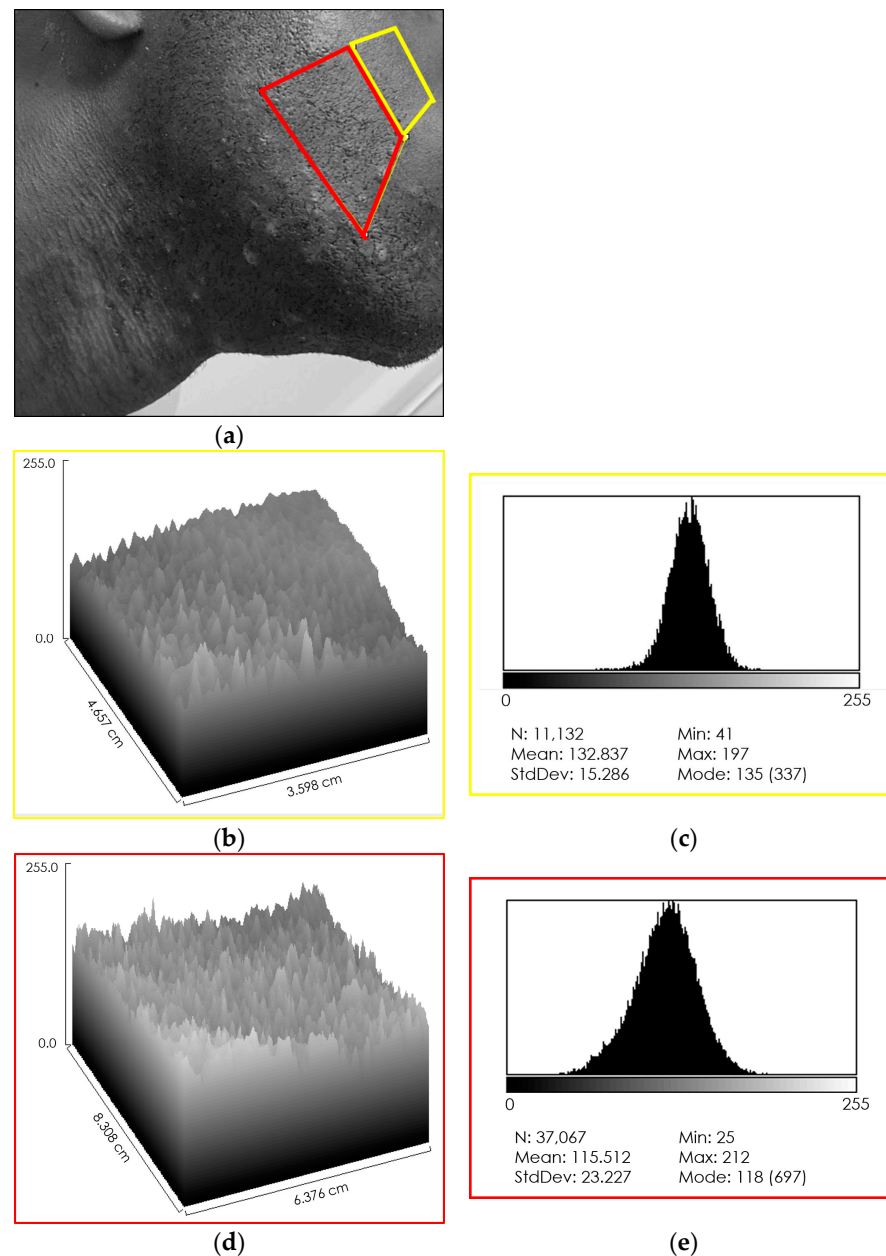 (a)
255.0
0.0
4.657 cm
3.598 cm
(b)
0
255
N: 11,132
Min: 41
Mean: 132.837
Max: 197
StdDev: 15.286
Mode: 135 (337)
(c)
255.0
0.0
8.308 cm
6.376 cm
(d)
0
255
N: 37,067
Min: 25
Mean: 115.512
Max: 212
StdDev: 23.227
Mode: 118 (697)
(e)